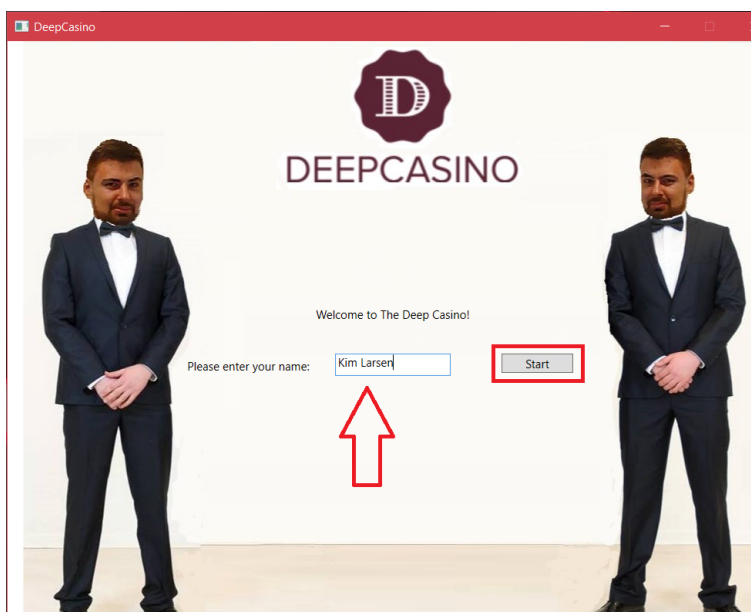 DeepCasino
D
DEEPCASINO
Welcome to The Deep Casino!
Please enter your name: Kim Larsen Start